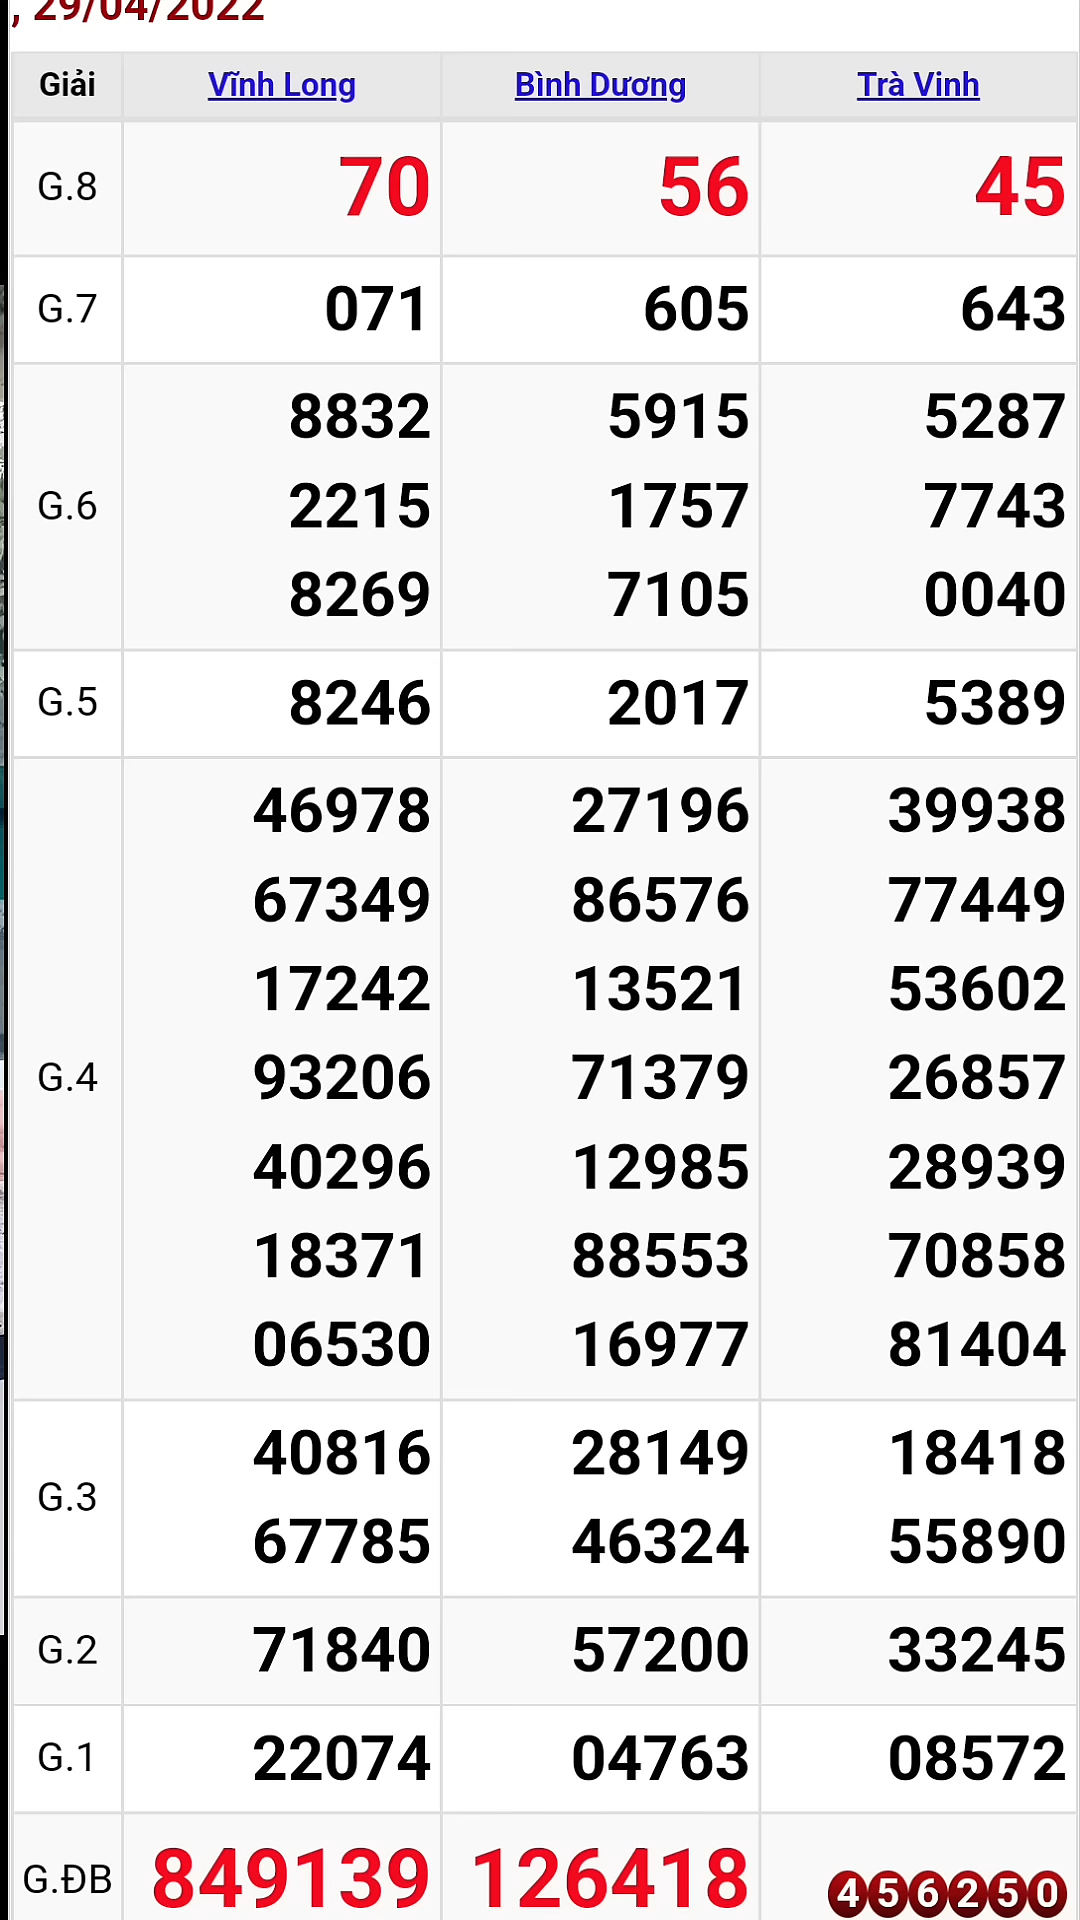 , 29/04/2022
Giải Vĩnh Long Bình Dương Trà Vinh
G.8 70 56 45
G.7 071 605 643
8832 5915 5287
G.6 2215 1757 7743
8269 7105 0040
G.5 8246 2017 5389
46978 27196 39938
67349 86576 77449
17242 13521 53602
G.4 93206 71379 26857
40296 12985 28939
18371 88553 70858
06530 16977 81404
40816 28149 18418
G.3
67785 46324 55890
G.2 71840 57200 33245
G.1 22074 04763 08572
G.ĐB 849139 126418 456250